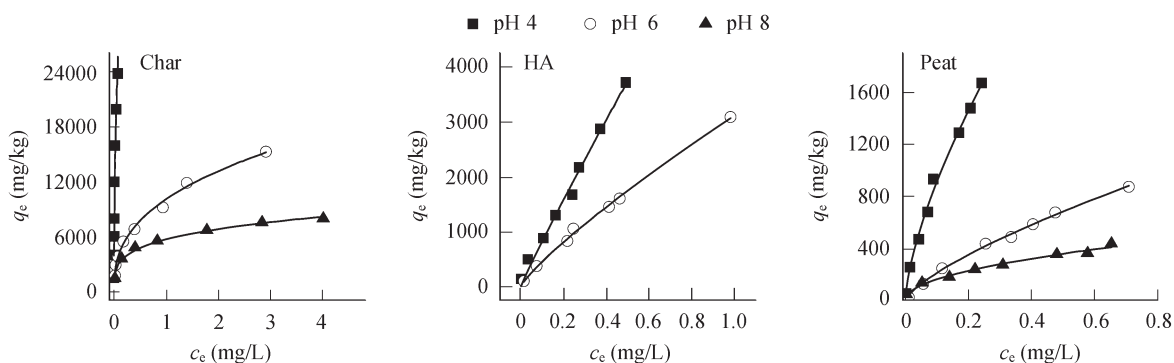 ■ pH 4 ○ pH 6 ▲ pH 8
Char
24000
18000
12000
6000
0
qe (mg/kg)
0 1 2 3 4
ce (mg/L)
HA
4000
3000
2000
1000
0
qe (mg/kg)
0 0.2 0.4 0.6 0.8 1.0
ce (mg/L)
Peat
1600
1200
800
400
0
qe (mg/kg)
0 0.2 0.4 0.6 0.8
ce (mg/L)